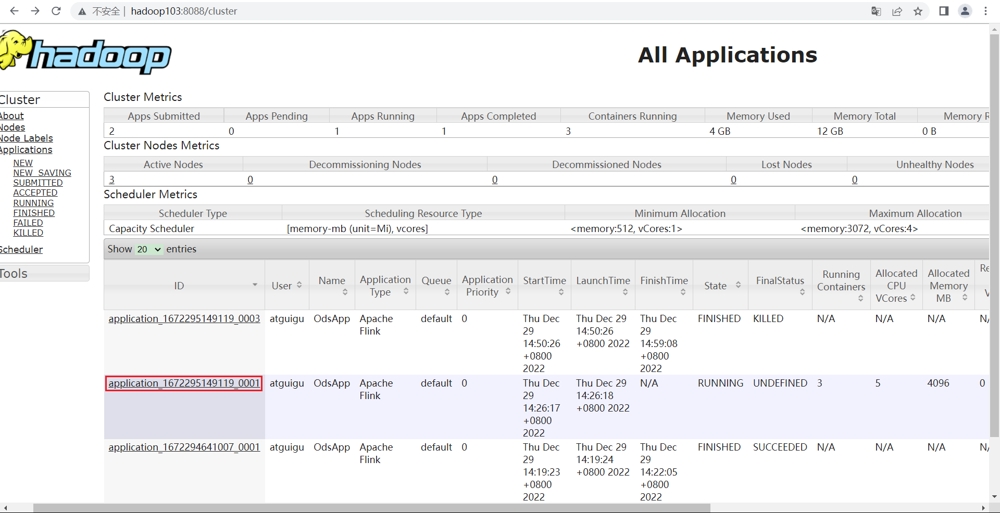 不安全 | hadoop103:8088/cluster
hadoop
All Applications
Cluster
About
Nodes
Node Labels
Applications
NEW
NEW_SAVING
SUBMITTED
ACCEPTED
RUNNING
FINISHED
FAILED
KILLED
Scheduler
Tools
Cluster Metrics
Apps Submitted Apps Pending Apps Running Apps Completed Containers Running Memory Used Memory Total Memory R
2 0 1 1 3 4 GB 12 GB 0 B
Cluster Nodes Metrics
Active Nodes Decommissioning Nodes Decommissioned Nodes Lost Nodes Unhealthy Nodes
3 0 0 0 0
Scheduler Metrics
Scheduler Type Scheduling Resource Type Minimum Allocation Maximum Allocation
Capacity Scheduler [memory-mb (unit=Mi), vcores] <memory:512, vCores:1> <memory:3072, vCores:4>
Show 20 entries
ID User Name Application Type Queue Application Priority StartTime LaunchTime FinishTime State FinalStatus Running Containers Allocated CPU VCores Allocated Memory MB Re V
application_1672295149119_0003 atguigu OdsApp Apache Flink default 0 Thu Dec 29 14:50:26 +0800 2022 Thu Dec 29 14:50:26 +0800 2022 Thu Dec 29 14:59:08 +0800 2022 FINISHED KILLED N/A N/A N/A N/
application_1672295149119_0001 atguigu OdsApp Apache Flink default 0 Thu Dec 29 14:26:17 +0800 2022 Thu Dec 29 14:26:18 +0800 2022 N/A RUNNING UNDEFINED 3 5 4096 0
application_1672294641007_0001 atguigu OdsApp Apache Flink default 0 Thu Dec 29 14:19:23 +0800 2022 Thu Dec 29 14:19:24 +0800 2022 Thu Dec 29 14:22:05 +0800 2022 FINISHED SUCCEEDED N/A N/A N/A N/